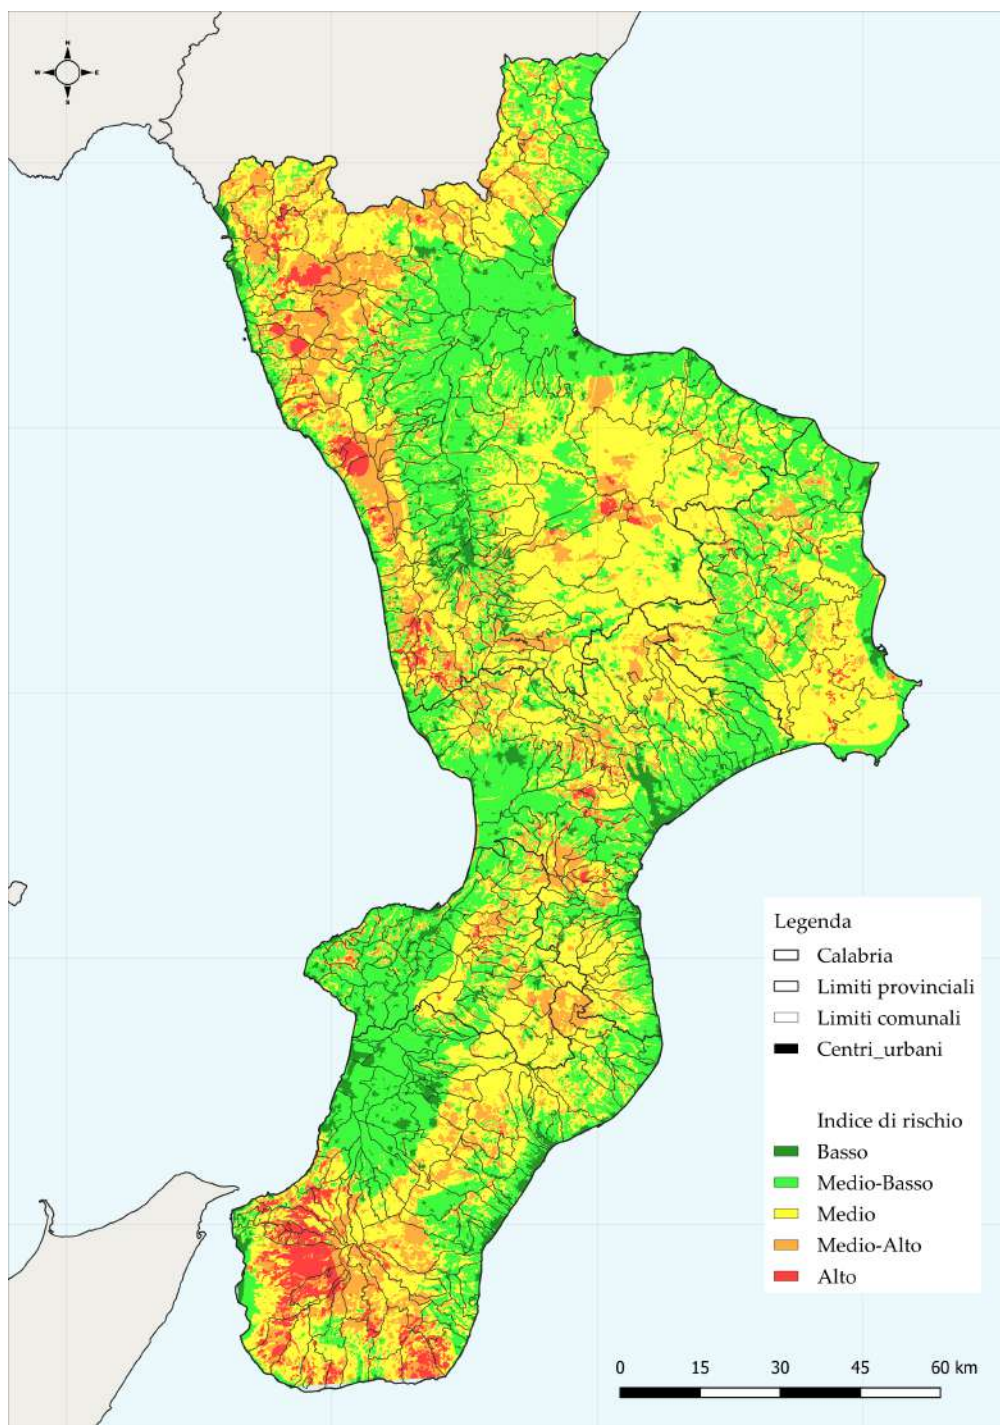 N
W E
S
Legenda
Calabria
Limiti provinciali
Limiti comunali
Centri_urbani
Indice di rischio
Basso
Medio-Basso
Medio
Medio-Alto
Alto
0 15 30 45 60 km